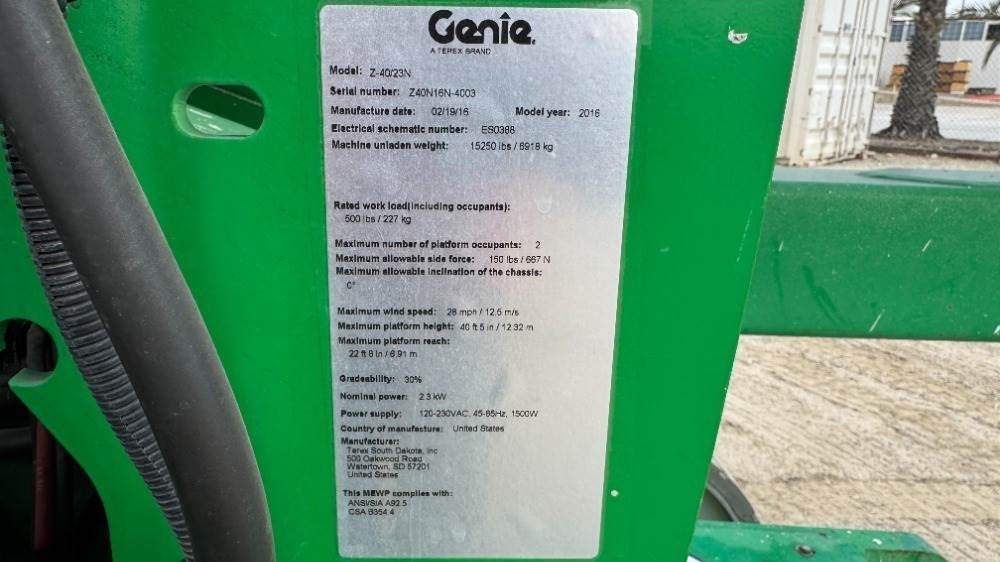 Genie
A TEREX BRAND
Model: Z-40/23N
Serial number: Z40N16N-4003
Manufacture date: 02/19/16 Model year: 2016
Electrical schematic number: ES0388
Machine unladen weight: 15250 lbs / 6918 kg
Rated work load(including occupants):
500 lbs / 227 kg
Maximum number of platform occupants: 2
Maximum allowable side force: 150 lbs / 667 N
Maximum allowable inclination of the chassis:
0°
Maximum wind speed: 28 mph / 12.5 m/s
Maximum platform height: 40 ft 5 in / 12.32 m
Maximum platform reach:
22 ft 8 in / 6.91 m
Gradeability: 30%
Nominal power: 2.3 kW
Power supply: 120-230VAC, 45-65Hz, 1500W
Country of manufacture: United States
Manufacturer:
Terex South Dakota, Inc
500 Oakwood Road
Watertown, SD 57201
United States
This MEWP complies with:
ANSI/SIA A92.5
CSA B354.4